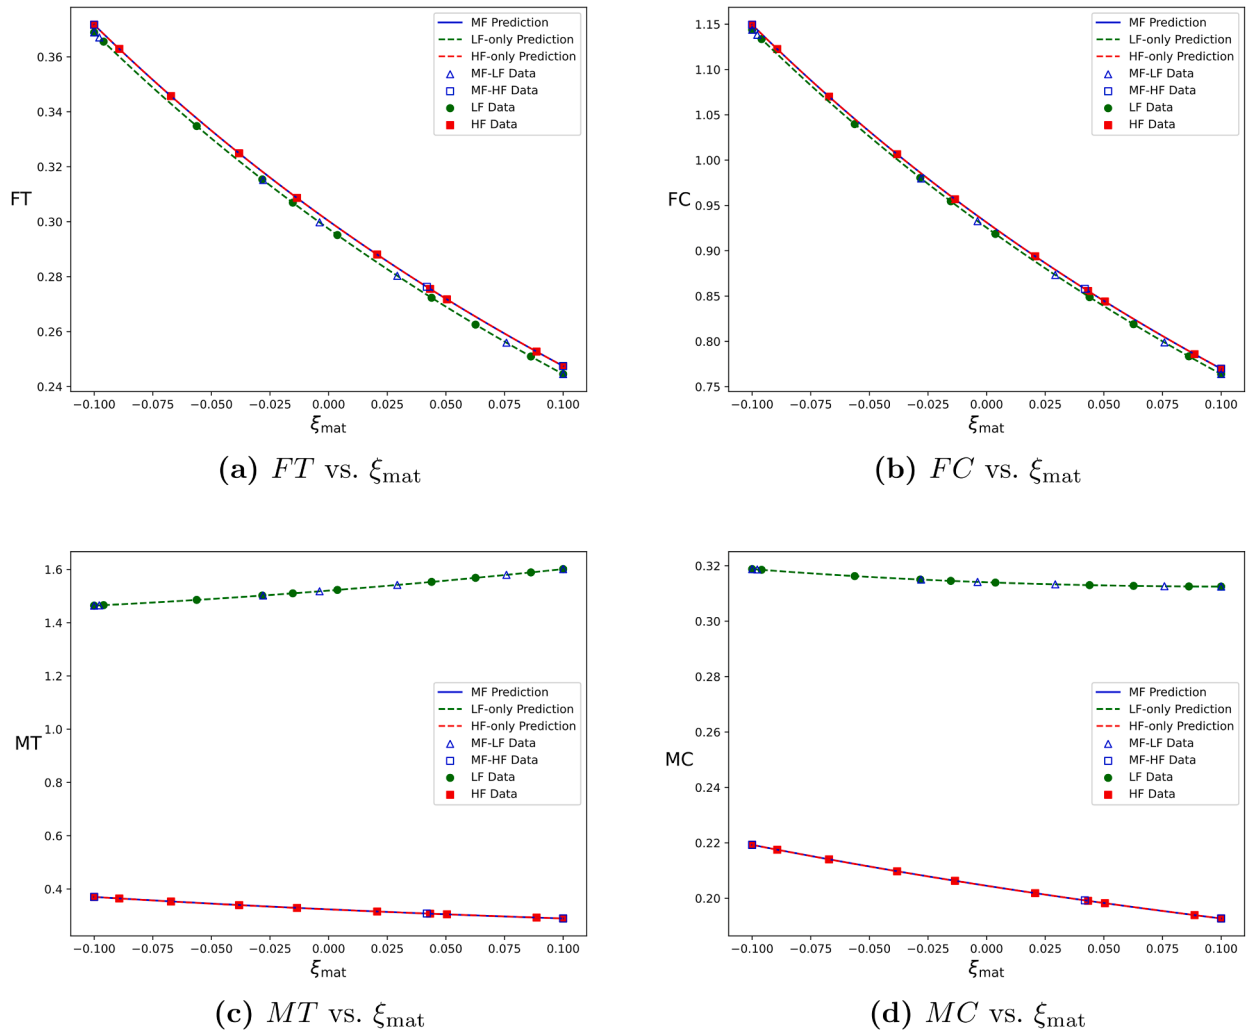 0.36
0.34
0.32
0.30
0.28
0.26
0.24
FT
MF Prediction
LF-only Prediction
HF-only Prediction
MF-LF Data
MF-HF Data
LF Data
HF Data
−0.100 −0.075 −0.050 −0.025 0.000 0.025 0.050 0.075 0.100
ξmat
(a) FT vs. ξmat
1.15
1.10
1.05
1.00
0.95
0.90
0.85
0.80
0.75
FC
MF Prediction
LF-only Prediction
HF-only Prediction
MF-LF Data
MF-HF Data
LF Data
HF Data
−0.100 −0.075 −0.050 −0.025 0.000 0.025 0.050 0.075 0.100
ξmat
(b) FC vs. ξmat
1.6
1.4
1.2
1.0
0.8
0.6
0.4
MT
MF Prediction
LF-only Prediction
HF-only Prediction
MF-LF Data
MF-HF Data
LF Data
HF Data
−0.100 −0.075 −0.050 −0.025 0.000 0.025 0.050 0.075 0.100
ξmat
(c) MT vs. ξmat
0.32
0.30
0.28
0.26
0.24
0.22
0.20
MC
MF Prediction
LF-only Prediction
HF-only Prediction
MF-LF Data
MF-HF Data
LF Data
HF Data
−0.100 −0.075 −0.050 −0.025 0.000 0.025 0.050 0.075 0.100
ξmat
(d) MC vs. ξmat